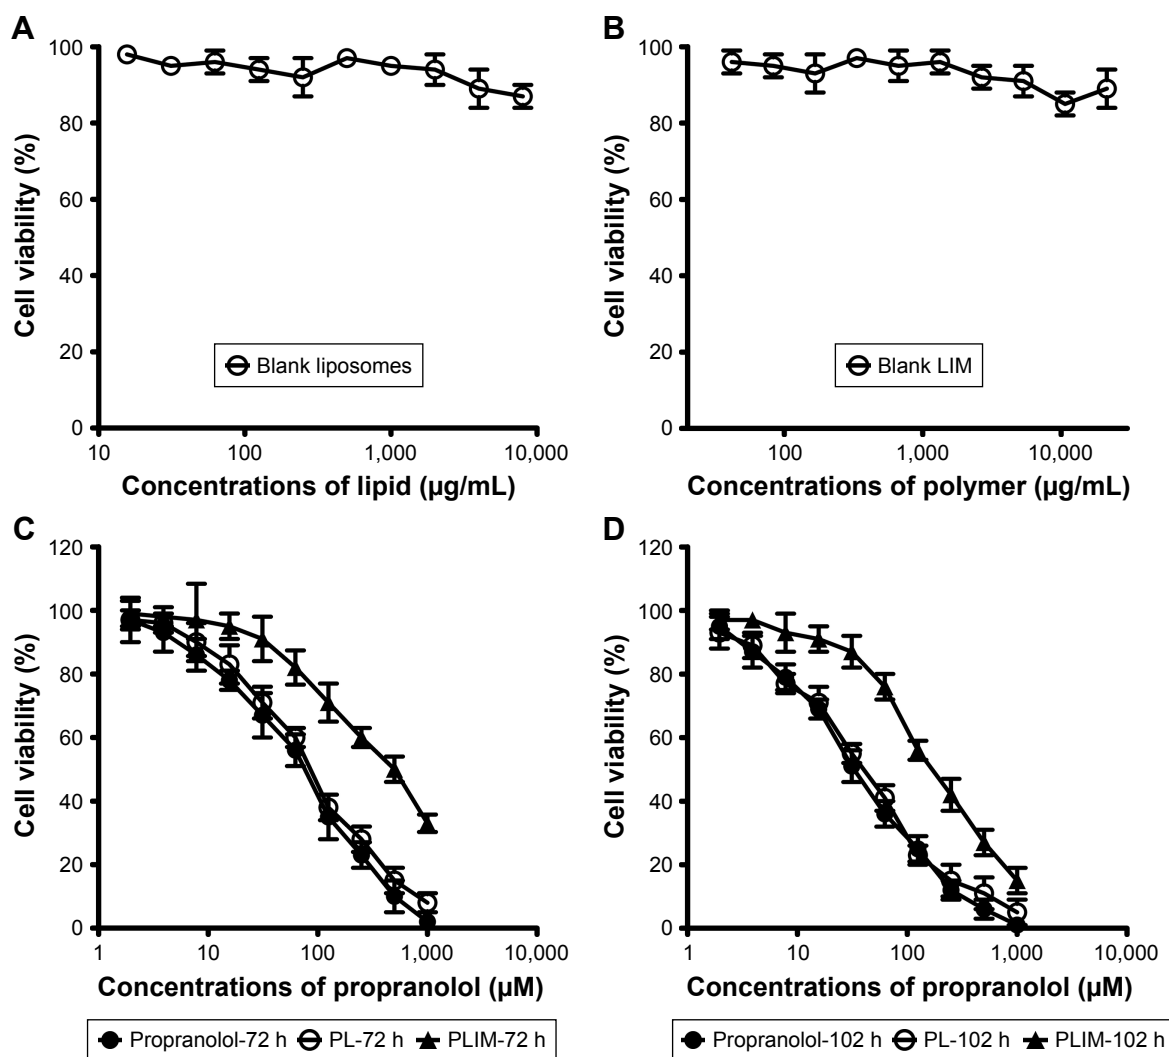 A
100
80
60
40
20
0
Cell viability (%)
Blank liposomes
10
100
1,000
10,000
Concentrations of lipid (µg/mL)
B
100
80
60
40
20
0
Cell viability (%)
Blank LIM
100
1,000
10,000
Concentrations of polymer (µg/mL)
C
120
100
80
60
40
20
0
Cell viability (%)
1
10
100
1,000
10,000
Concentrations of propranolol (µM)
Propranolol-72 h PL-72 h PLIM-72 h
D
120
100
80
60
40
20
0
Cell viability (%)
1
10
100
1,000
10,000
Concentrations of propranolol (µM)
Propranolol-102 h PL-102 h PLIM-102 h